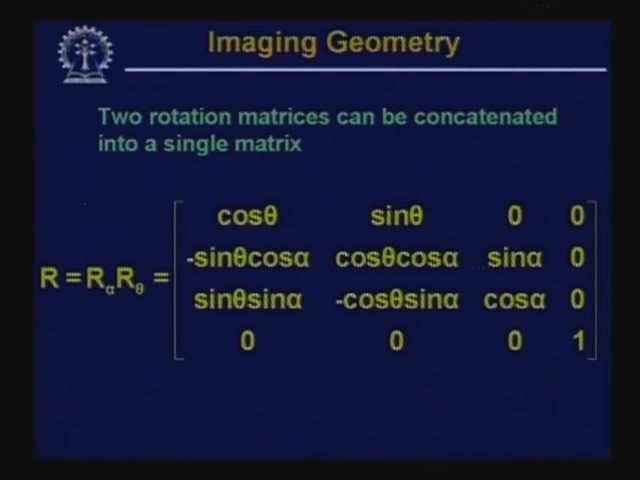 Imaging Geometry
Two rotation matrices can be concatenated
into a single matrix
cosθ sinθ 0 0
-sinθcosα cosθcosα sinα 0
R = RαRθ =
sinθsinα -cosθsinα cosα 0
0 0 0 1